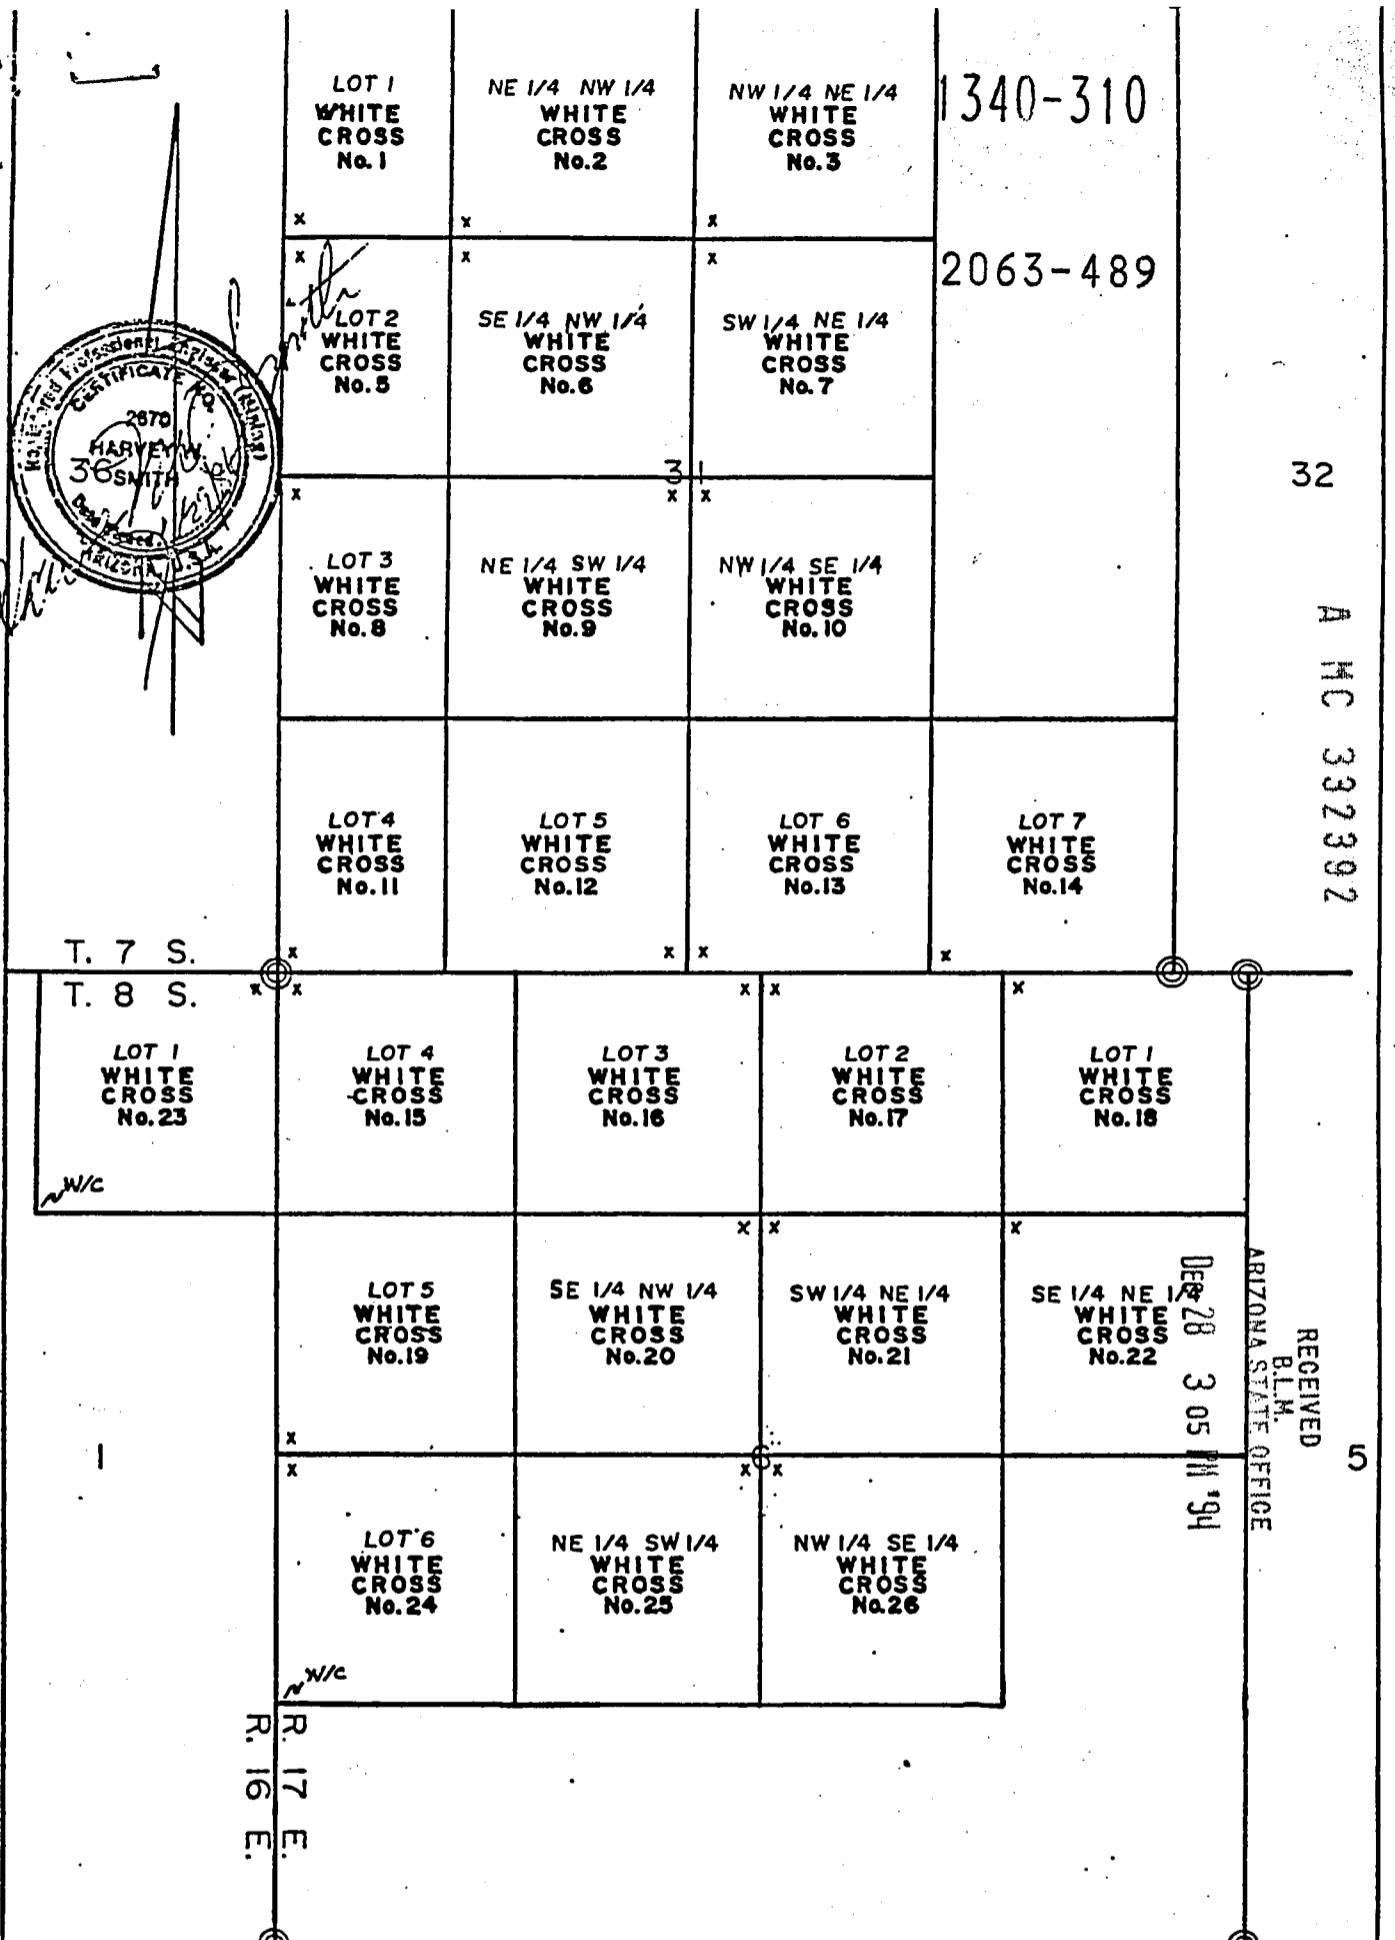 LOT 1
WHITE
CROSS
No. 1
NE 1/4 NW 1/4
WHITE
CROSS
No. 2
NW 1/4 NE 1/4
WHITE
CROSS
No. 3
1340-310
x
x
x
x
x
x
2063-489
LOT 2
WHITE
CROSS
No. 5
SE 1/4 NW 1/4
WHITE
CROSS
No. 6
SW 1/4 NE 1/4
WHITE
CROSS
No. 7
CERTIFICATE NO.
2670
HARVEY W.
SMITH
ARIZONA, U.S.A.
36
31
32
x
x
x
LOT 3
WHITE
CROSS
No. 8
NE 1/4 SW 1/4
WHITE
CROSS
No. 9
NW 1/4 SE 1/4
WHITE
CROSS
No. 10
A MC 332392
LOT 4
WHITE
CROSS
No. 11
LOT 5
WHITE
CROSS
No. 12
LOT 6
WHITE
CROSS
No. 13
LOT 7
WHITE
CROSS
No. 14
T. 7 S.
x
x
x
x
T. 8 S.
x
x
x
x
x
LOT 1
WHITE
CROSS
No. 23
LOT 4
WHITE
CROSS
No. 15
LOT 3
WHITE
CROSS
No. 16
LOT 2
WHITE
CROSS
No. 17
LOT 1
WHITE
CROSS
No. 18
W/C
x
x
x
LOT 5
WHITE
CROSS
No. 19
SE 1/4 NW 1/4
WHITE
CROSS
No. 20
SW 1/4 NE 1/4
WHITE
CROSS
No. 21
SE 1/4 NE 1/4
WHITE
CROSS
No. 22
RECEIVED
B.L.M.
ARIZONA STATE OFFICE
DEC 28 3 05 PM '94
1
x
x
x
6
x
5
LOT 6
WHITE
CROSS
No. 24
NE 1/4 SW 1/4
WHITE
CROSS
No. 25
NW 1/4 SE 1/4
WHITE
CROSS
No. 26
W/C
R. 17 E.
R. 16 E.